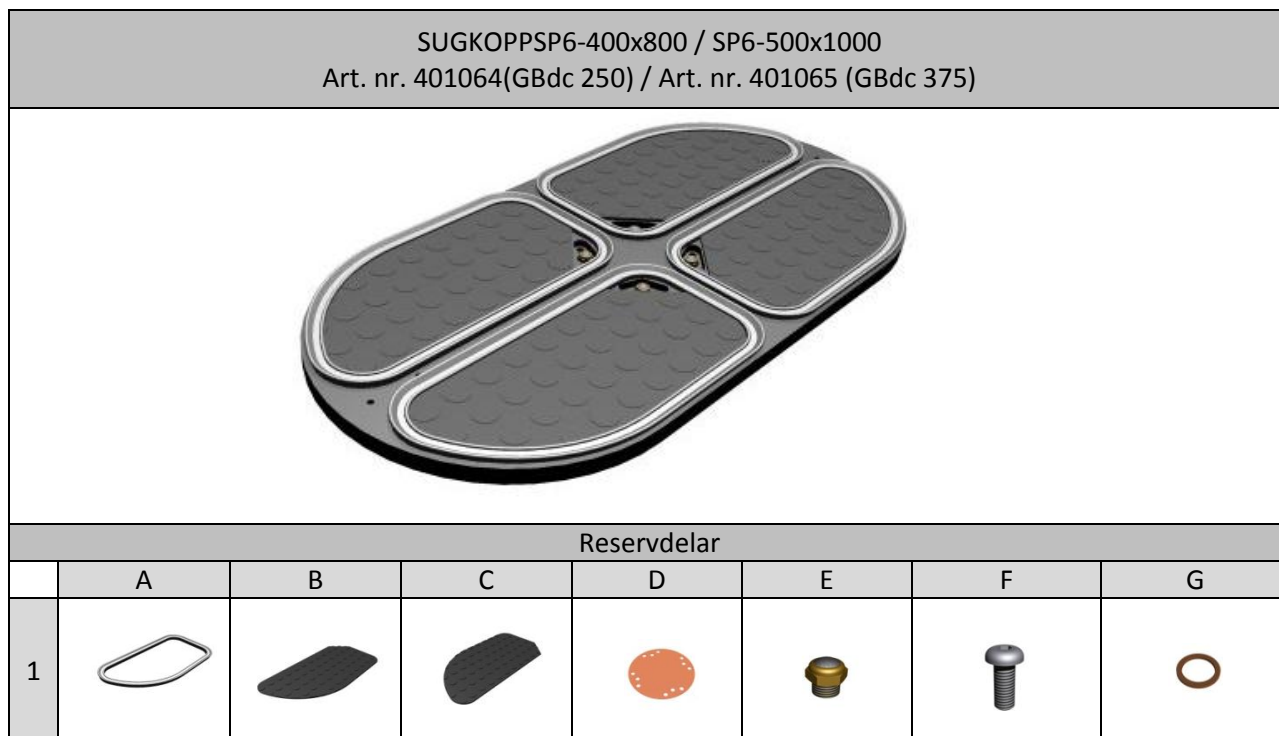 SUGKOPPSP6-400x800 / SP6-500x1000
Art. nr. 401064(GBdc 250) / Art. nr. 401065 (GBdc 375)
Reservdelar
A B C D E F G
1